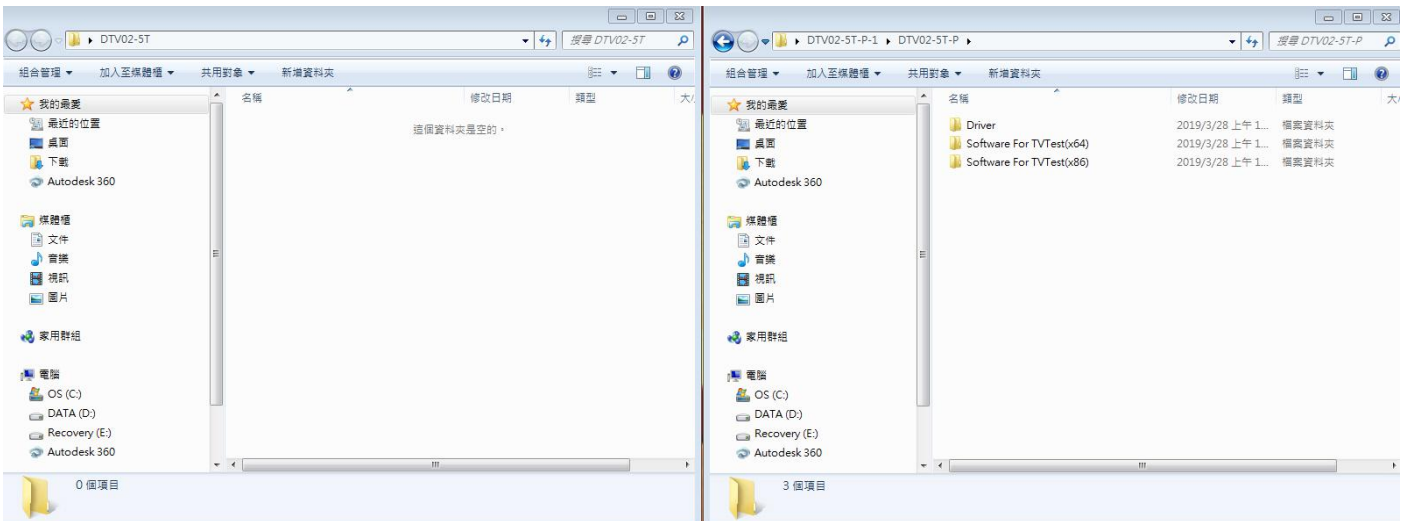 DTV02-5T
搜尋 DTV02-5T
組合管理 加入至媒體櫃 共用對象 新增資料夾
名稱 修改日期 類型
我的最愛
最近的位置
桌面
下載
Autodesk 360
媒體櫃
文件
音樂
視訊
圖片
家用群組
電腦
OS (C:)
DATA (D:)
Recovery (E:)
Autodesk 360
這個資料夾是空的。
0 個項目
DTV02-5T-P-1 DTV02-5T-P
搜尋 DTV02-5T-P
組合管理 加入至媒體櫃 共用對象 新增資料夾
名稱 修改日期 類型 大
我的最愛
最近的位置
桌面
下載
Autodesk 360
媒體櫃
文件
音樂
視訊
圖片
家用群組
電腦
OS (C:)
DATA (D:)
Recovery (E:)
Autodesk 360
Driver 2019/3/28 上午 1... 檔案資料夾
Software For TVTest(x64) 2019/3/28 上午 1... 檔案資料夾
Software For TVTest(x86) 2019/3/28 上午 1... 檔案資料夾
3 個項目